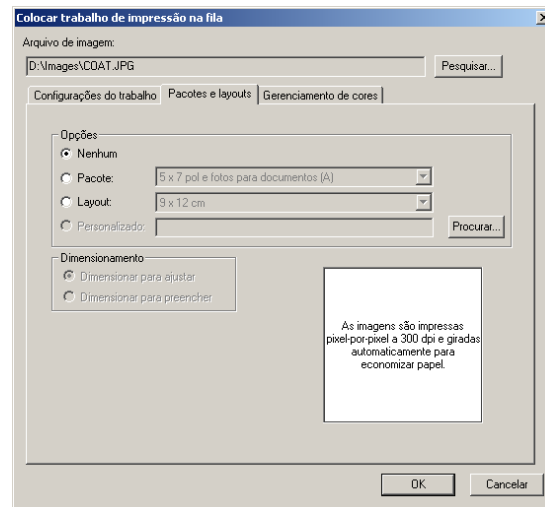 Colocar trabalho de impressão na fila
Arquivo de imagem:
D:\Images\COAT.JPG
Pesquisar...
Configurações do trabalho
Pacotes e layouts
Gerenciamento de cores
Opções
Nenhum
Pacote:
5 x 7 pol e fotos para documentos (A)
Layout:
9 x 12 cm
Personalizado:
Procurar...
Dimensionamento
Dimensionar para ajustar
Dimensionar para preencher
As imagens são impressas
pixel-por-pixel a 300 dpi e giradas
automaticamente para
economizar papel.
OK
Cancelar